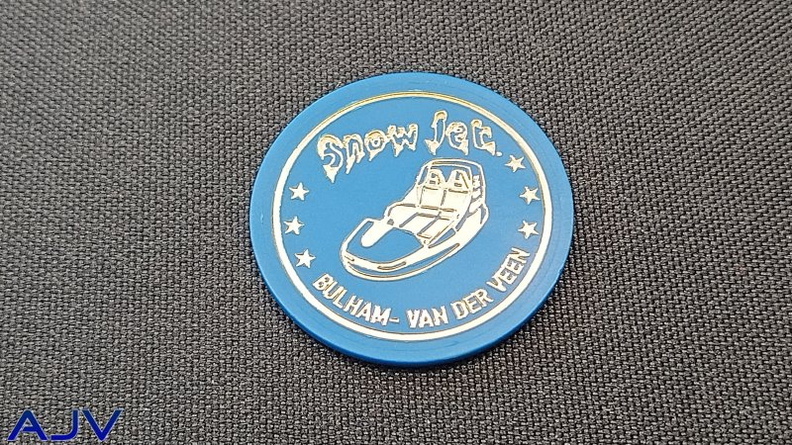 Snow Jet.
BULHAM- VAN DER VEEN
AJV